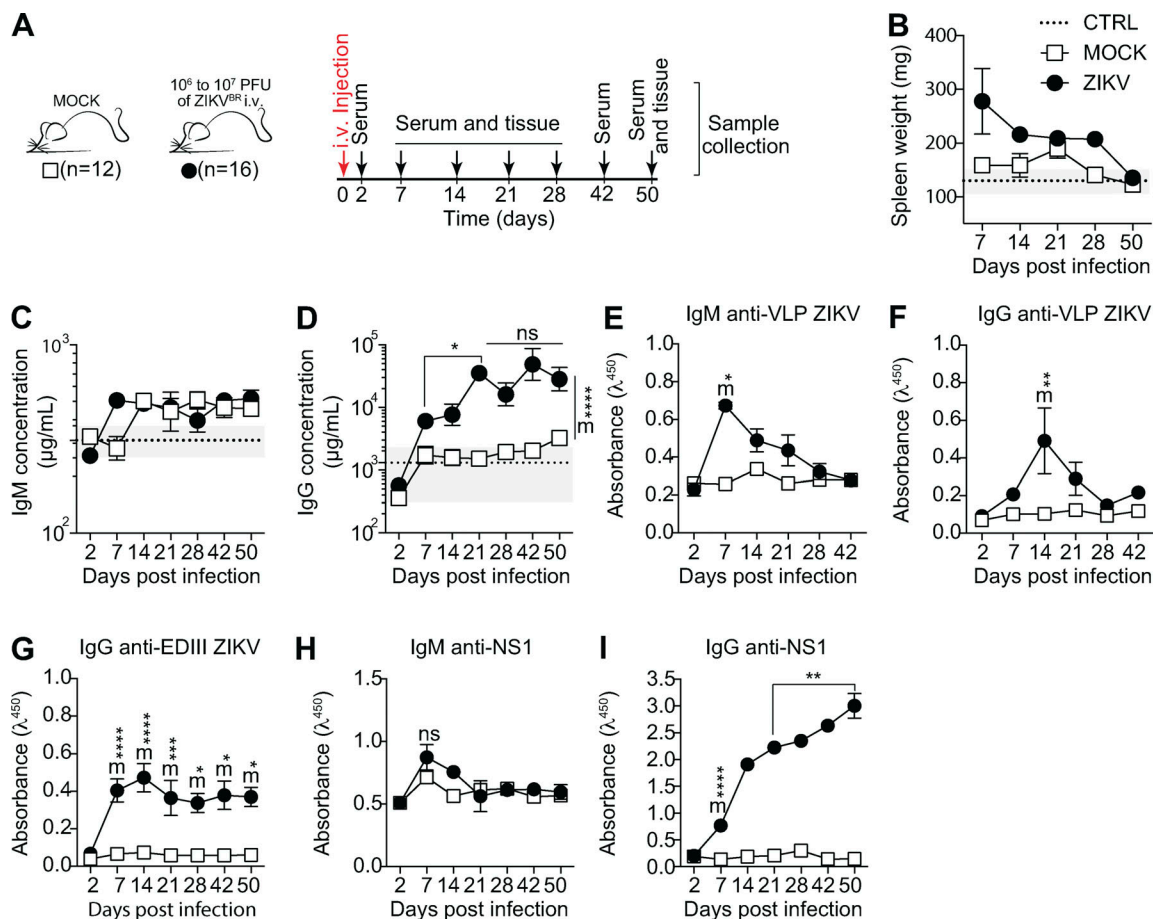 A
MOCK
(n=12)
10⁶ to 10⁷ PFU
of ZIKVᴮᴿ i.v.
(n=16)
i.v. Injection
Serum
Serum and tissue
Serum
Serum
and tissue
0 2 7 14 21 28 42 50
Time (days)
Sample
collection
B
CTRL
MOCK
ZIKV
Spleen weight (mg)
400
300
200
100
7 14 21 28 50
Days post infection
C
IgM concentration
(µg/mL)
10³
10²
2 7 14 21 28 42 50
Days post infection
D
IgG concentration
(µg/mL)
10⁵
10⁴
10³
10²
*
ns
m ****
2 7 14 21 28 42 50
Days post infection
E
IgM anti-VLP ZIKV
Absorbance (λ⁴⁵⁰)
1.0
0.8
0.6
0.4
0.2
0.0
m *
2 7 14 21 28 42
Days post infection
F
IgG anti-VLP ZIKV
Absorbance (λ⁴⁵⁰)
1.0
0.8
0.6
0.4
0.2
0.0
m **
2 7 14 21 28 42
Days post infection
G
IgG anti-EDIII ZIKV
Absorbance (λ⁴⁵⁰)
1.0
0.8
0.6
0.4
0.2
0.0
m ****
m ****
m ***
m *
m *
m *
2 7 14 21 28 42 50
Days post infection
H
IgM anti-NS1
Absorbance (λ⁴⁵⁰)
1.5
1.0
0.5
0.0
ns
2 7 14 21 28 42 50
Days post infection
I
IgG anti-NS1
Absorbance (λ⁴⁵⁰)
3.5
3.0
2.5
2.0
1.5
1.0
0.5
0.0
m ****
**
2 7 14 21 28 42 50
Days post infection